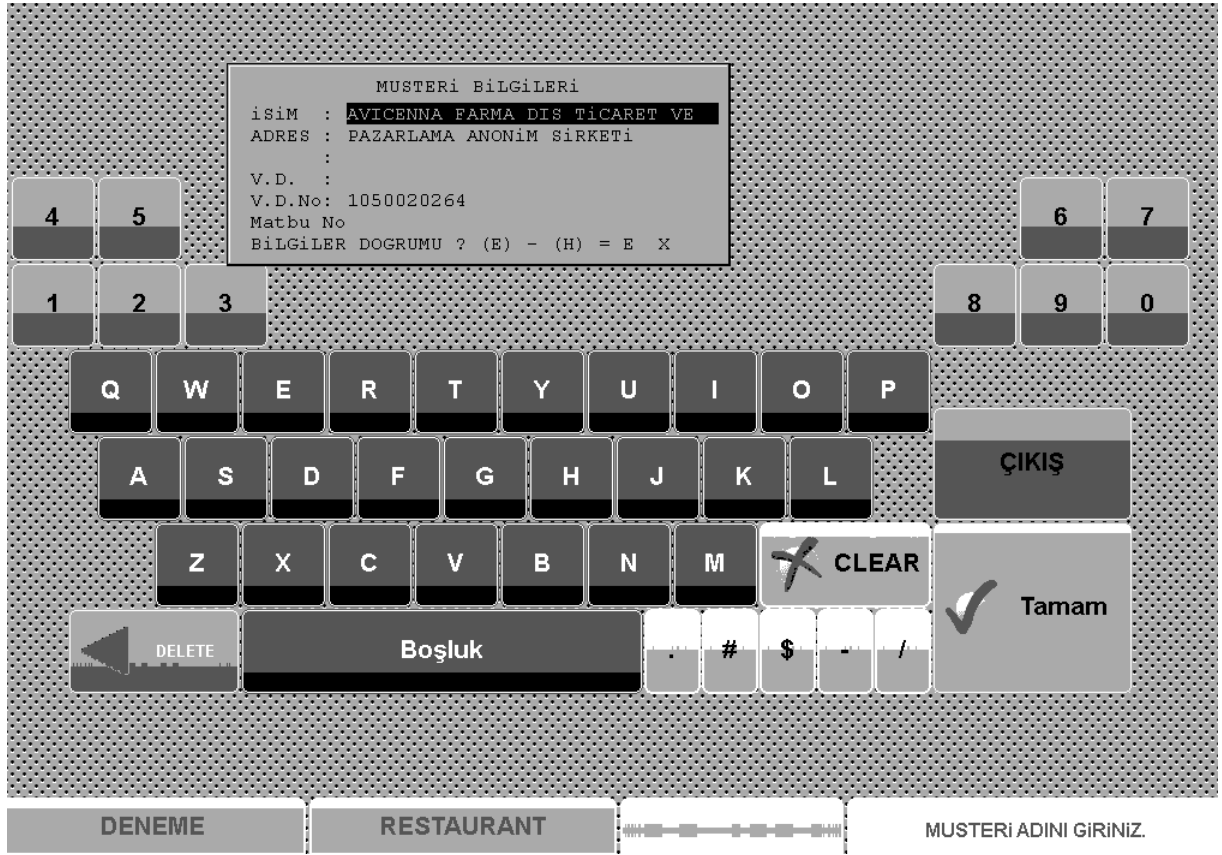 MUSTERi BiLGiLERi
iSiM : AVICENNA FARMA DIS TiCARET VE
ADRES : PAZARLAMA ANONiM SiRKETi
:
V.D. :
V.D.No: 1050020264
Matbu No
BiLGiLER DOGRUMU ? (E) - (H) = E X
4 5 6 7
1 2 3 8 9 0
Q W E R T Y U I O P
A S D F G H J K L
ÇIKIŞ
Z X C V B N M CLEAR
Tamam
DELETE Boşluk . # $ - /
DENEME RESTAURANT MUSTERi ADINI GiRiNiZ.